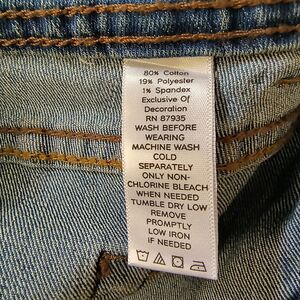 80% Cotton
19% Polyester
1% Spandex
Exclusive Of
Decoration
RN 87935
WASH BEFORE
WEARING
MACHINE WASH
COLD
SEPARATELY
ONLY NON-
CHLORINE BLEACH
WHEN NEEDED
TUMBLE DRY LOW
REMOVE
PROMPTLY
LOW IRON
IF NEEDED